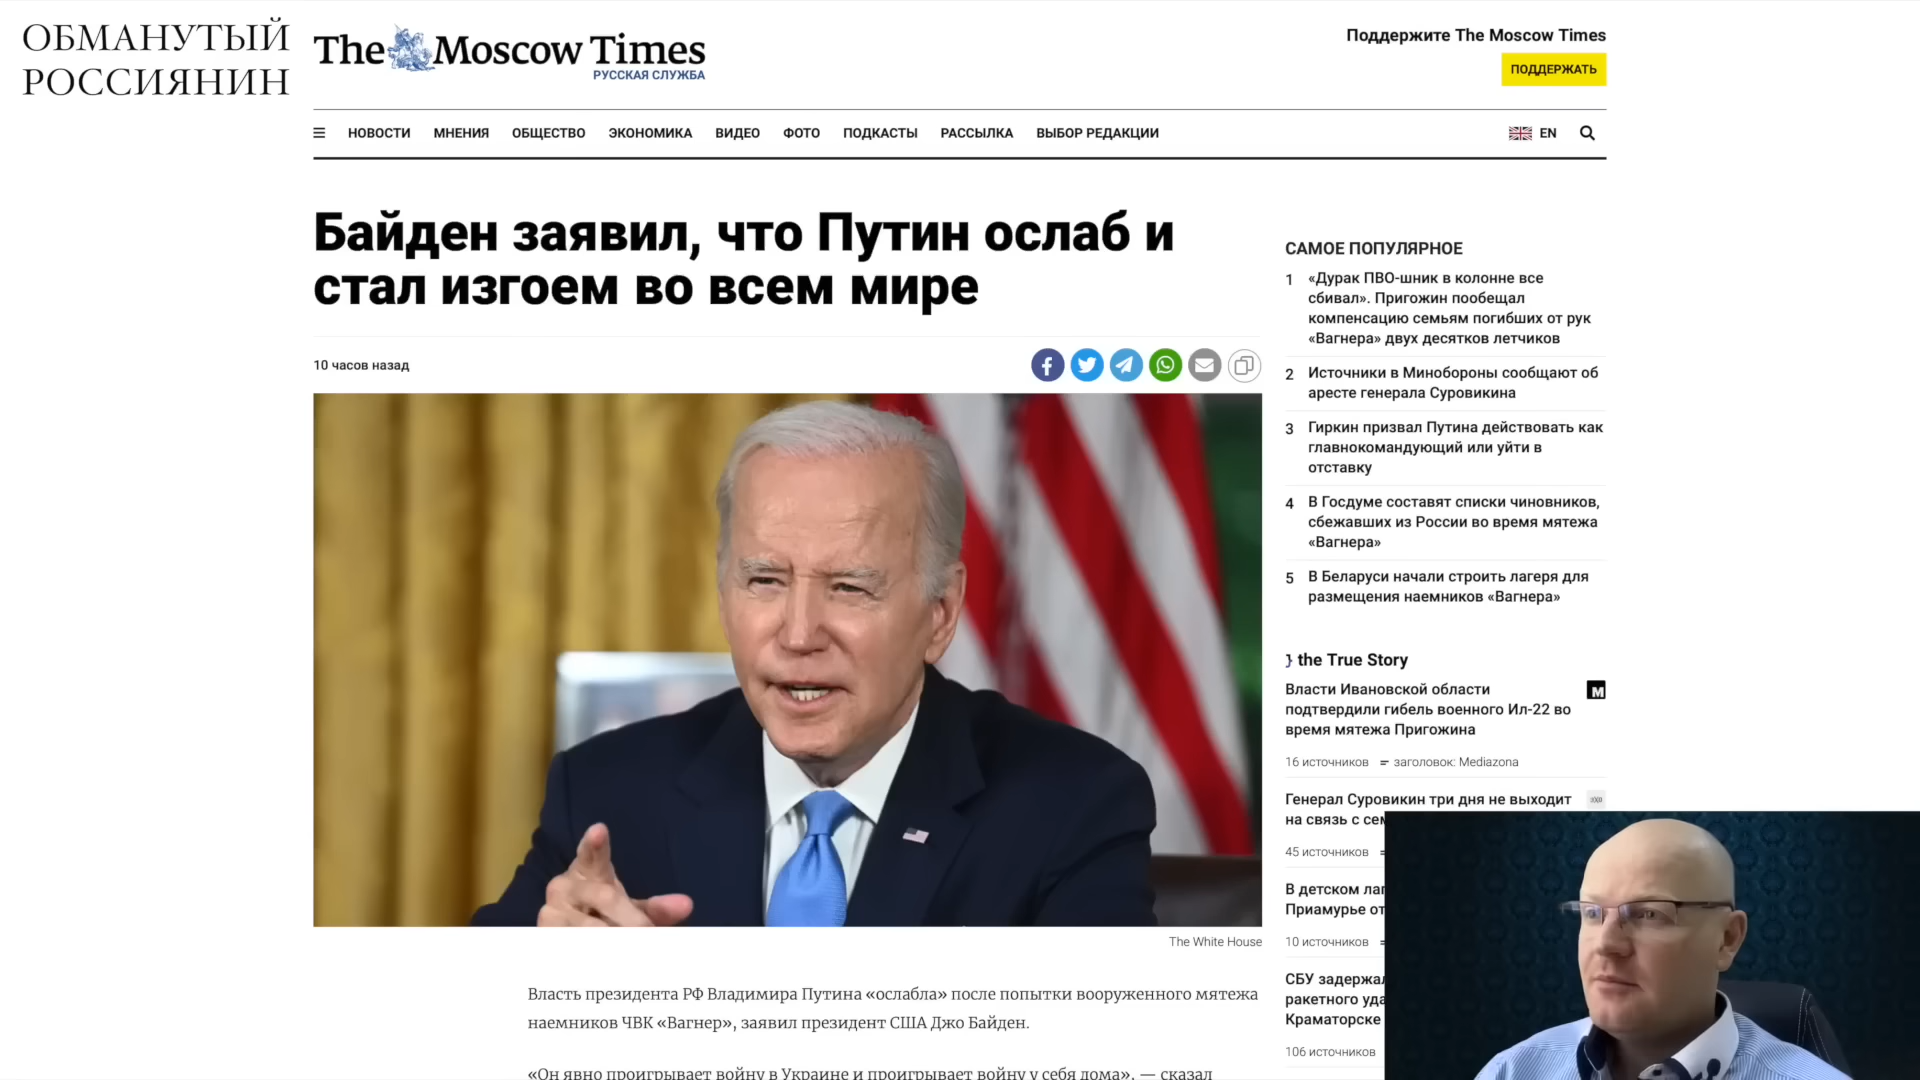 ОБМАНУТЫЙ
РОССИЯНИН
The Moscow Times
РУССКАЯ СЛУЖБА
Поддержите The Moscow Times
ПОДДЕРЖАТЬ
НОВОСТИ МНЕНИЯ ОБЩЕСТВО ЭКОНОМИКА ВИДЕО ФОТО ПОДКАСТЫ РАССЫЛКА ВЫБОР РЕДАКЦИИ EN
Байден заявил, что Путин ослаб и
стал изгоем во всем мире
10 часов назад
The White House
Власть президента РФ Владимира Путина «ослабла» после попытки вооруженного мятежа
наемников ЧВК «Вагнер», заявил президент США Джо Байден.
«Он явно проигрывает войну в Украине и проигрывает войну у себя дома», — сказал
САМОЕ ПОПУЛЯРНОЕ
1 «Дурак ПВО-шник в колонне все
сбивал». Пригожин пообещал
компенсацию семьям погибших от рук
«Вагнера» двух десятков летчиков
2 Источники в Минобороны сообщают об
аресте генерала Суровикина
3 Гиркин призвал Путина действовать как
главнокомандующий или уйти в
отставку
4 В Госдуме составят списки чиновников,
сбежавших из России во время мятежа
«Вагнера»
5 В Беларуси начали строить лагеря для
размещения наемников «Вагнера»
} the True Story
Власти Ивановской области
подтвердили гибель военного Ил-22 во
время мятежа Пригожина
M
16 источников заголовок: Mediazona
Генерал Суровикин три дня не выходит
на связь с сем
45 источников
В детском лаг
Приамурье от
10 источников
СБУ задержал
ракетного уда
Краматорске
106 источников